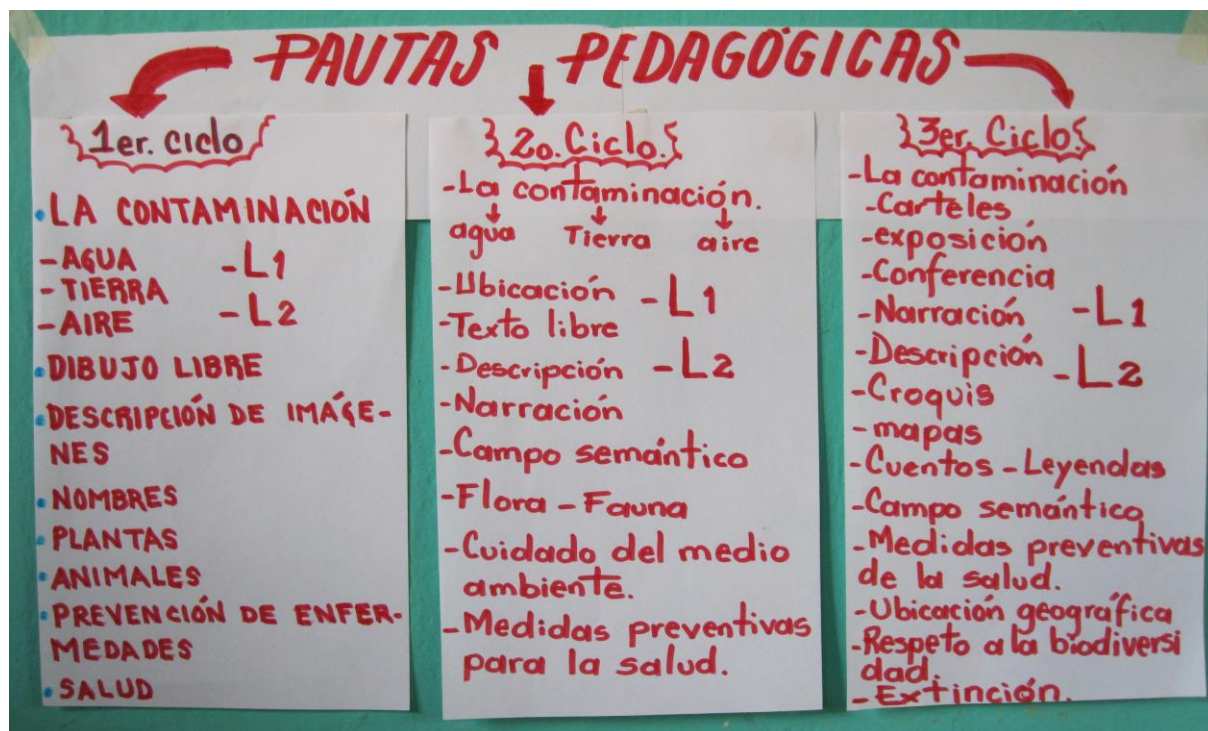 PAUTAS PEDAGÓGICAS
1er. ciclo
• LA CONTAMINACIÓN
- AGUA - L1
- TIERRA
- AIRE - L2
• DIBUJO LIBRE
• DESCRIPCIÓN DE IMÁGE-
NES
• NOMBRES
• PLANTAS
• ANIMALES
• PREVENCIÓN DE ENFER-
MEDADES
• SALUD
2o. Ciclo.
- La contaminación.
agua Tierra aire
- Ubicación - L1
- Texto libre
- Descripción - L2
- Narración
- Campo semántico
- Flora - Fauna
- Cuidado del medio
ambiente.
- Medidas preventivas
para la salud.
3er. Ciclo
- La contaminación
- Carteles
- exposición
- Conferencia
- Narración - L1
- Descripción - L2
- Croquis
- mapas
- Cuentos - Leyendas
- Campo semántico
- Medidas preventivas
de la salud.
- Ubicación geográfica
- Respeto a la biodiversi
dad.
- Extinción.